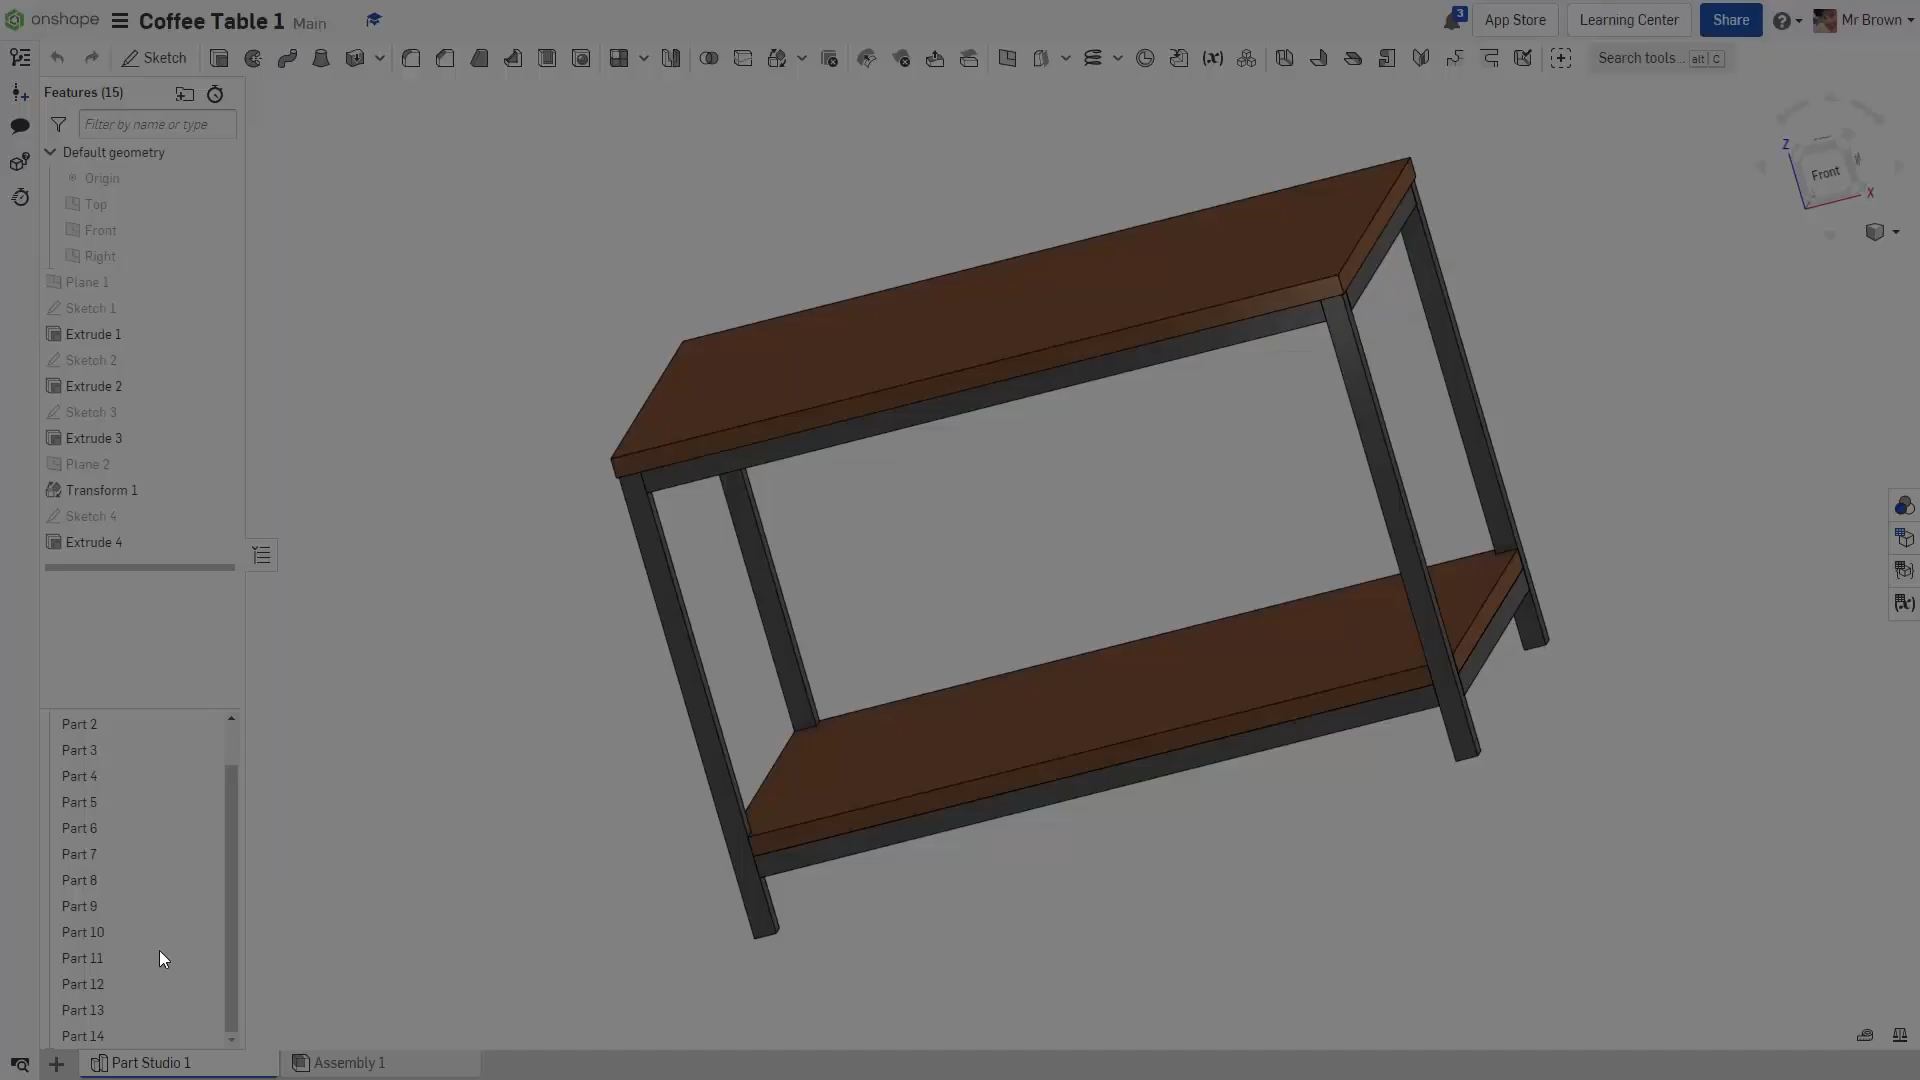 onshape
Coffee Table 1 Main
3
App Store
Learning Center
Share
Mr Brown
Sketch
Search tools... alt C
Features (15)
Filter by name or type
Default geometry
Origin
Top
Front
Right
Plane 1
Sketch 1
Extrude 1
Sketch 2
Extrude 2
Sketch 3
Extrude 3
Plane 2
Transform 1
Sketch 4
Extrude 4
Z
Front
X
Part 2
Part 3
Part 4
Part 5
Part 6
Part 7
Part 8
Part 9
Part 10
Part 11
Part 12
Part 13
Part 14
Part Studio 1
Assembly 1